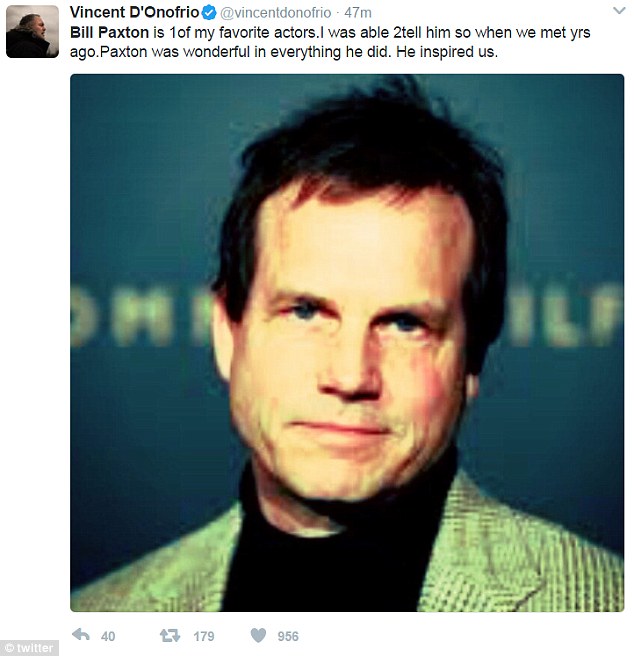 Vincent D'Onofrio @vincentdonofrio · 47m
Bill Paxton is 1of my favorite actors.I was able 2tell him so when we met yrs
ago.Paxton was wonderful in everything he did. He inspired us.
OMM ILF
40 179 956
© twitter